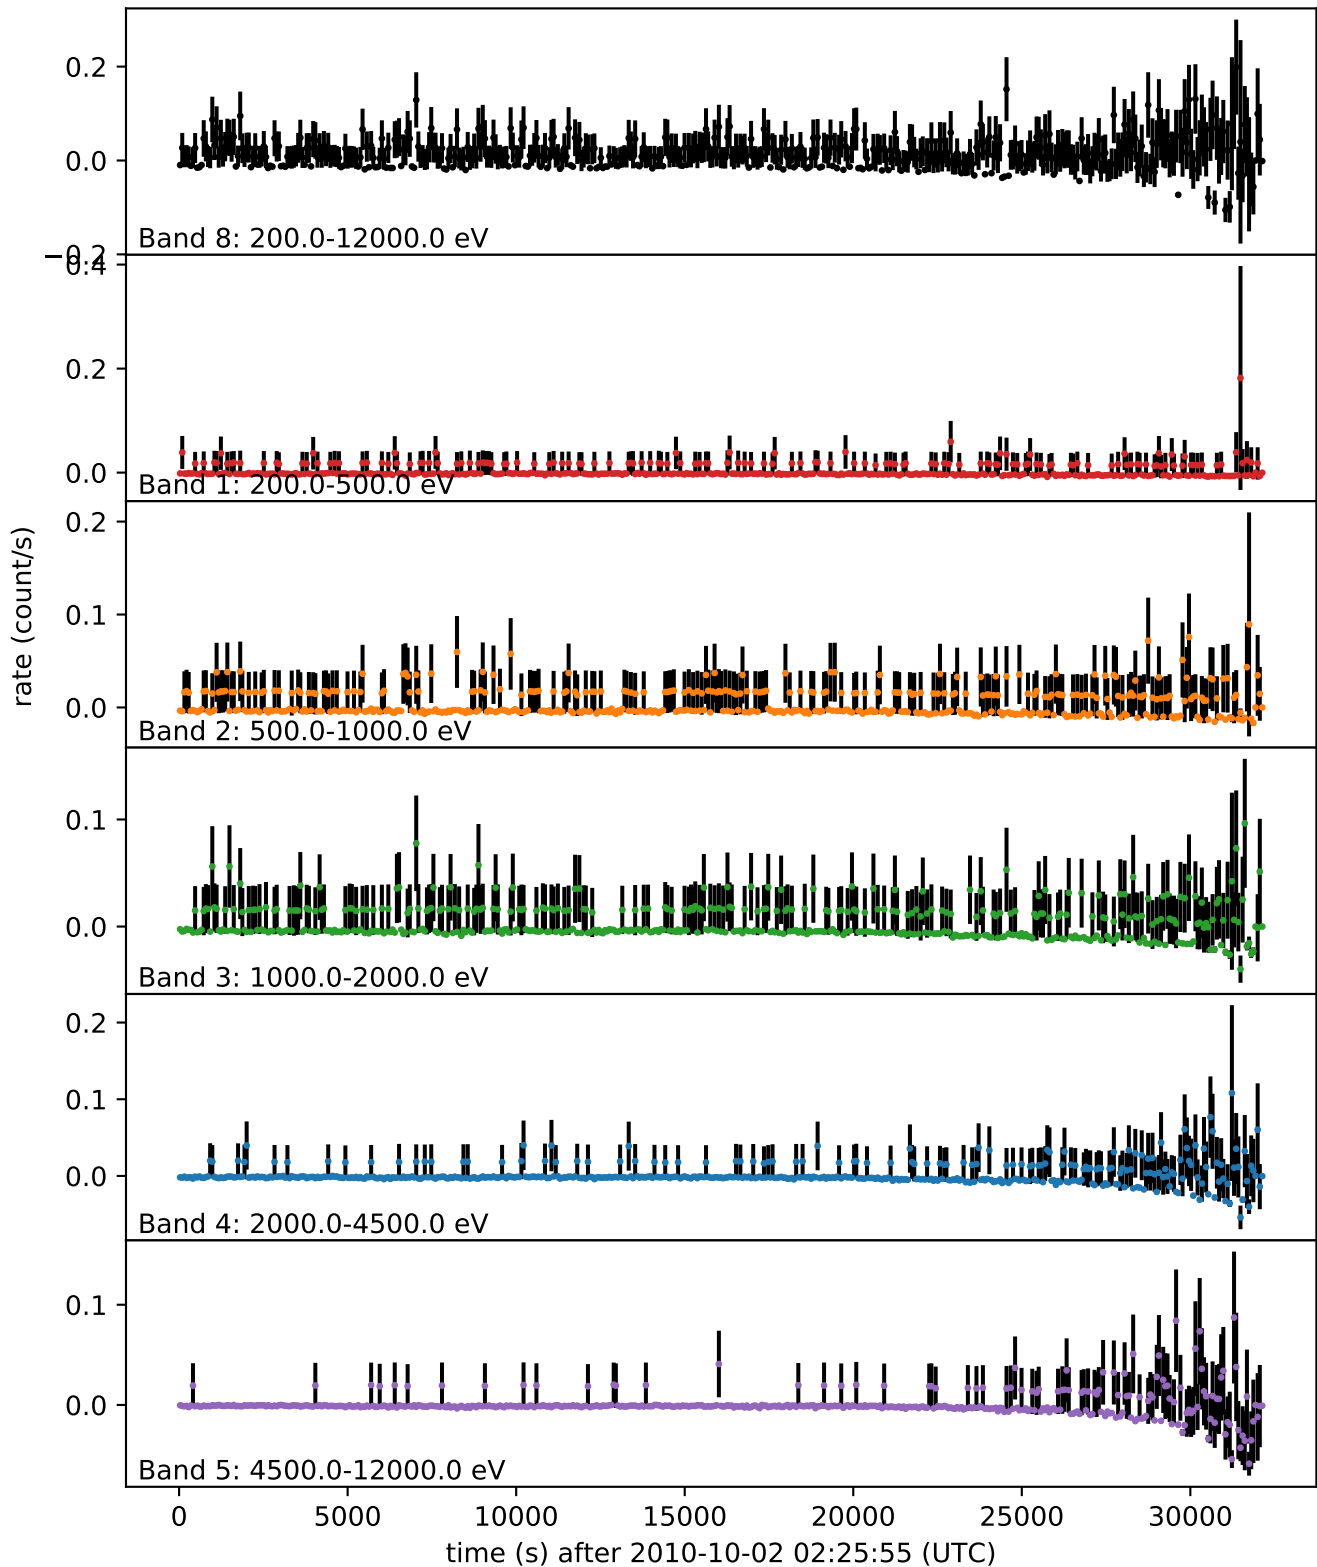 0.2
0.0
−0.2
Band 8: 200.0-12000.0 eV
0.4
0.2
0.0
Band 1: 200.0-500.0 eV
0.2
0.1
0.0
Band 2: 500.0-1000.0 eV
rate (count/s)
0.1
0.0
Band 3: 1000.0-2000.0 eV
0.2
0.1
0.0
Band 4: 2000.0-4500.0 eV
0.1
0.0
Band 5: 4500.0-12000.0 eV
0 5000 10000 15000 20000 25000 30000
time (s) after 2010-10-02 02:25:55 (UTC)